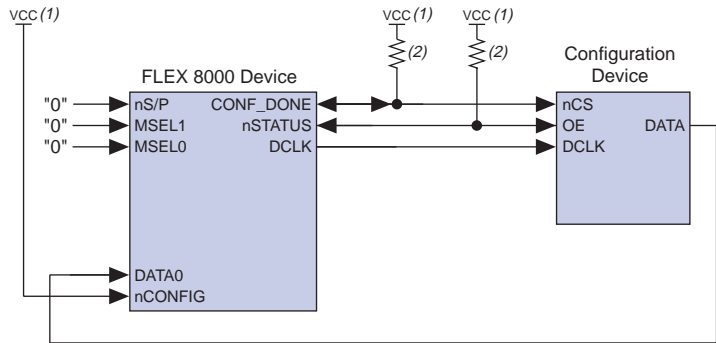 VCC (1)
VCC (1)
VCC (1)
(2)
(2)
FLEX 8000 Device
Configuration
Device
"0"
nS/P
CONF_DONE
nCS
"0"
MSEL1
nSTATUS
OE
DATA
"0"
MSEL0
DCLK
DCLK
DATA0
nCONFIG